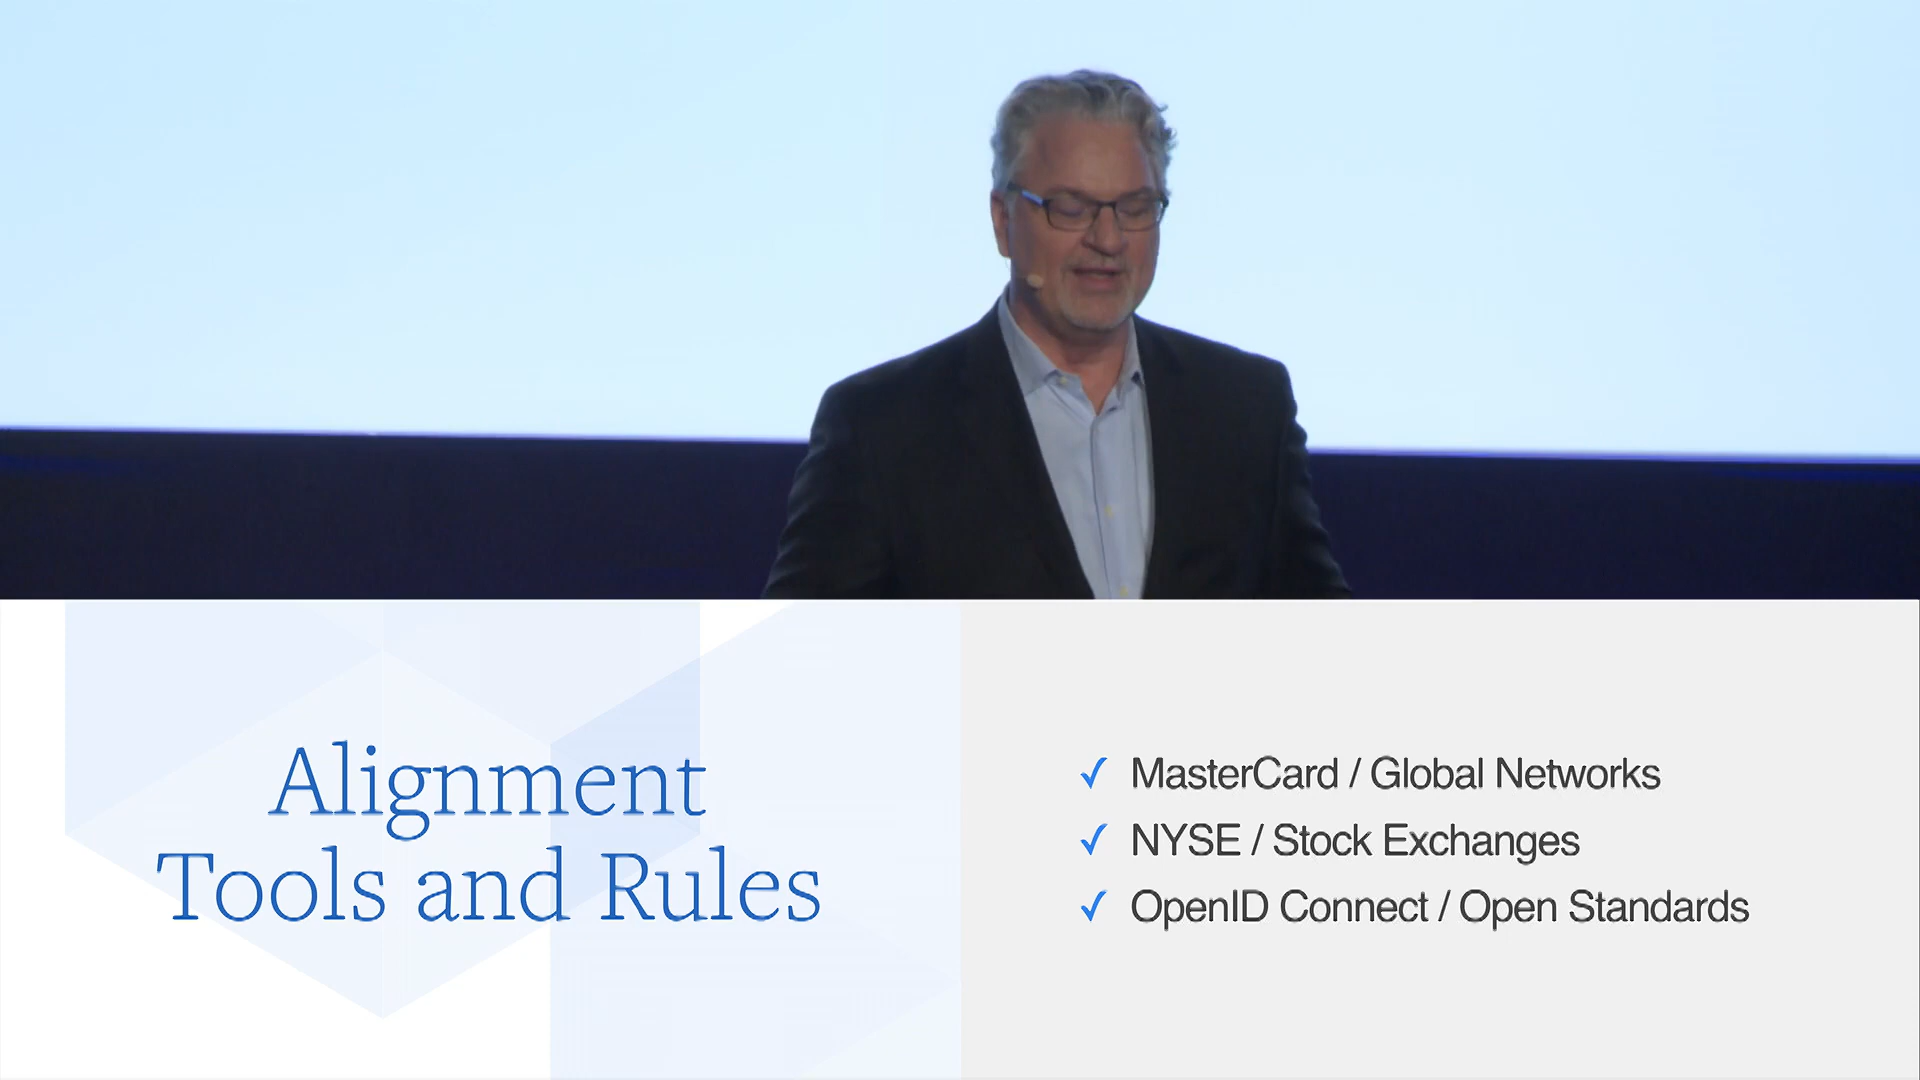 Alignment
Tools and Rules
✓ MasterCard / Global Networks
✓ NYSE / Stock Exchanges
✓ OpenID Connect / Open Standards